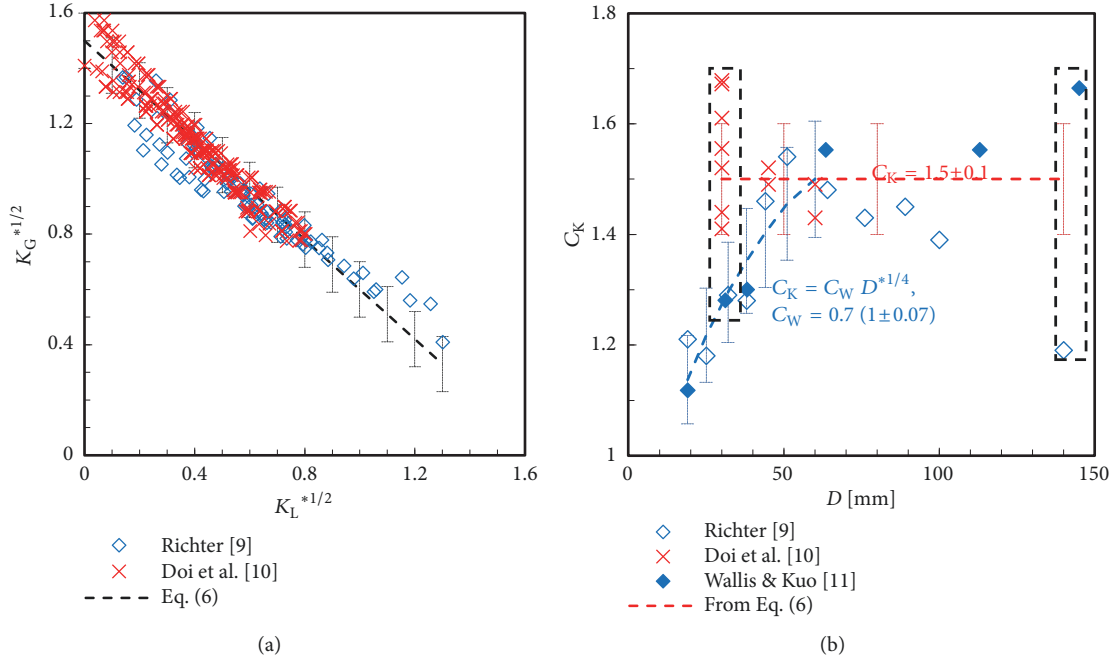 1.6
1.2
0.8
0.4
0
0
0.4
0.8
1.2
1.6
K_G*1/2
K_L*1/2
Richter [9]
Doi et al. [10]
Eq. (6)
(a)
1.8
1.6
1.4
1.2
1
0
50
100
150
C_K
D [mm]
C_K = 1.5±0.1
C_K = C_W D*1/4,
C_W = 0.7 (1±0.07)
Richter [9]
Doi et al. [10]
Wallis & Kuo [11]
From Eq. (6)
(b)